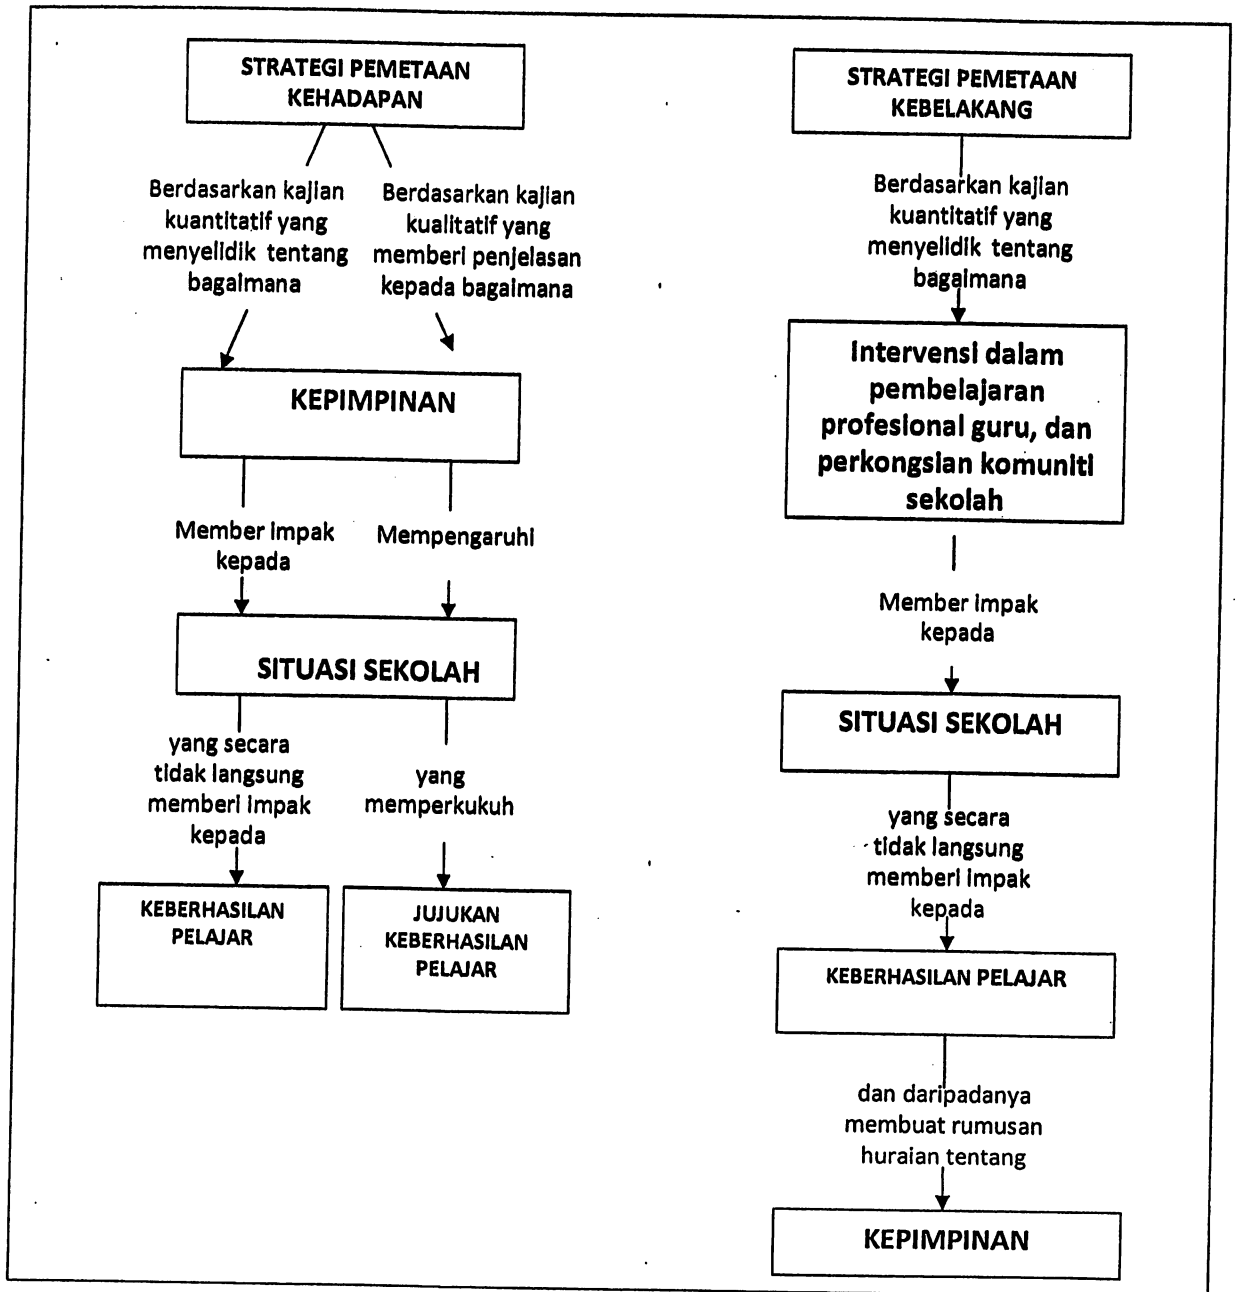 STRATEGI PEMETAAN
KEHADAPAN
Berdasarkan kajian
kuantitatif yang
menyelidik tentang
bagaimana
Berdasarkan kajian
kualitatif yang
memberi penjelasan
kepada bagaimana
KEPIMPINAN
Member impak
kepada
Mempengaruhi
SITUASI SEKOLAH
yang secara
tidak langsung
memberi impak
kepada
yang
memperkukuh
KEBERHASILAN
PELAJAR
JUJUKAN
KEBERHASILAN
PELAJAR
STRATEGI PEMETAAN
KEBELAKANG
Berdasarkan kajian
kuantitatif yang
menyelidik tentang
bagaimana
Intervensi dalam
pembelajaran
profesional guru, dan
perkongsian komuniti
sekolah
Member impak
kepada
SITUASI SEKOLAH
yang secara
tidak langsung
memberi impak
kepada
KEBERHASILAN PELAJAR
dan daripadanya
membuat rumusan
huraian tentang
KEPIMPINAN